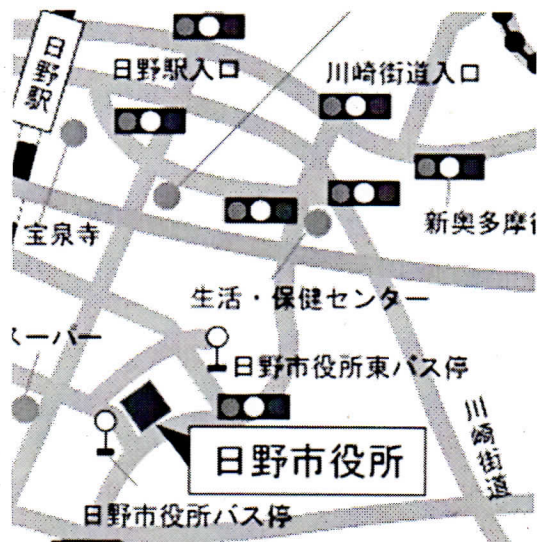 日野駅
日野駅入口
川崎街道入口
新奥多摩街
宝泉寺
生活・保健センター
スーパー
日野市役所東バス停
川崎街道
日野市役所
日野市役所バス停